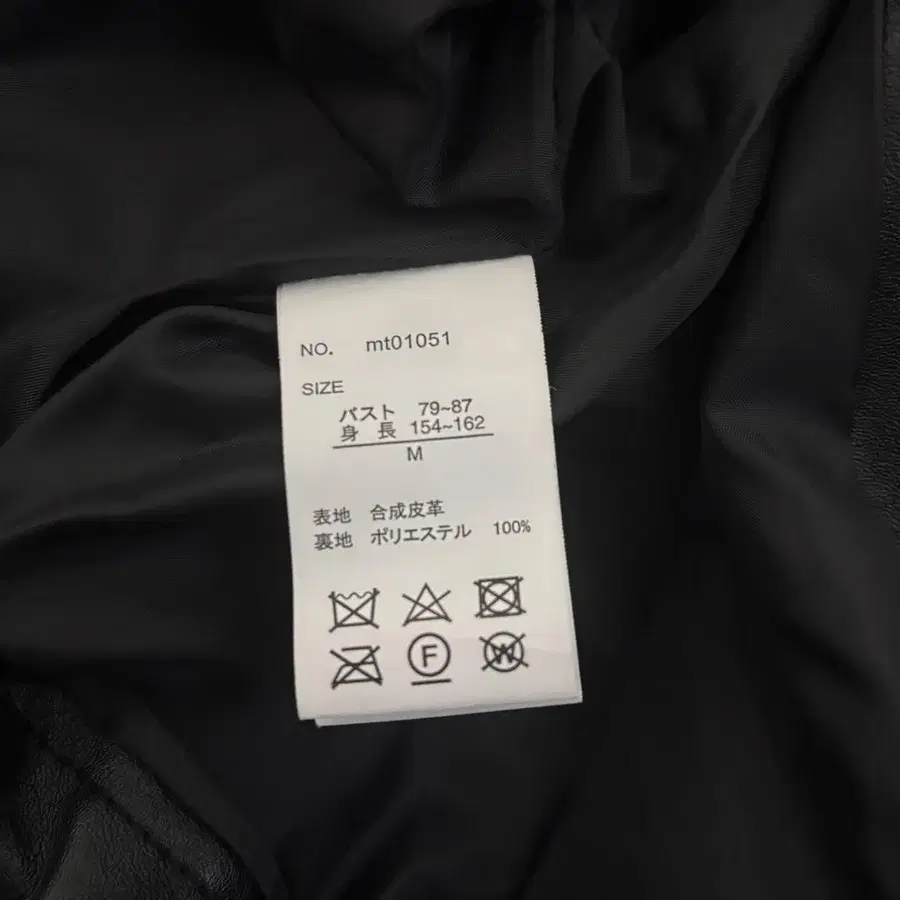 NO. mt01051
SIZE
バスト 79~87
身 長 154~162
M
表地 合成皮革
裏地 ポリエステル 100%
F
W